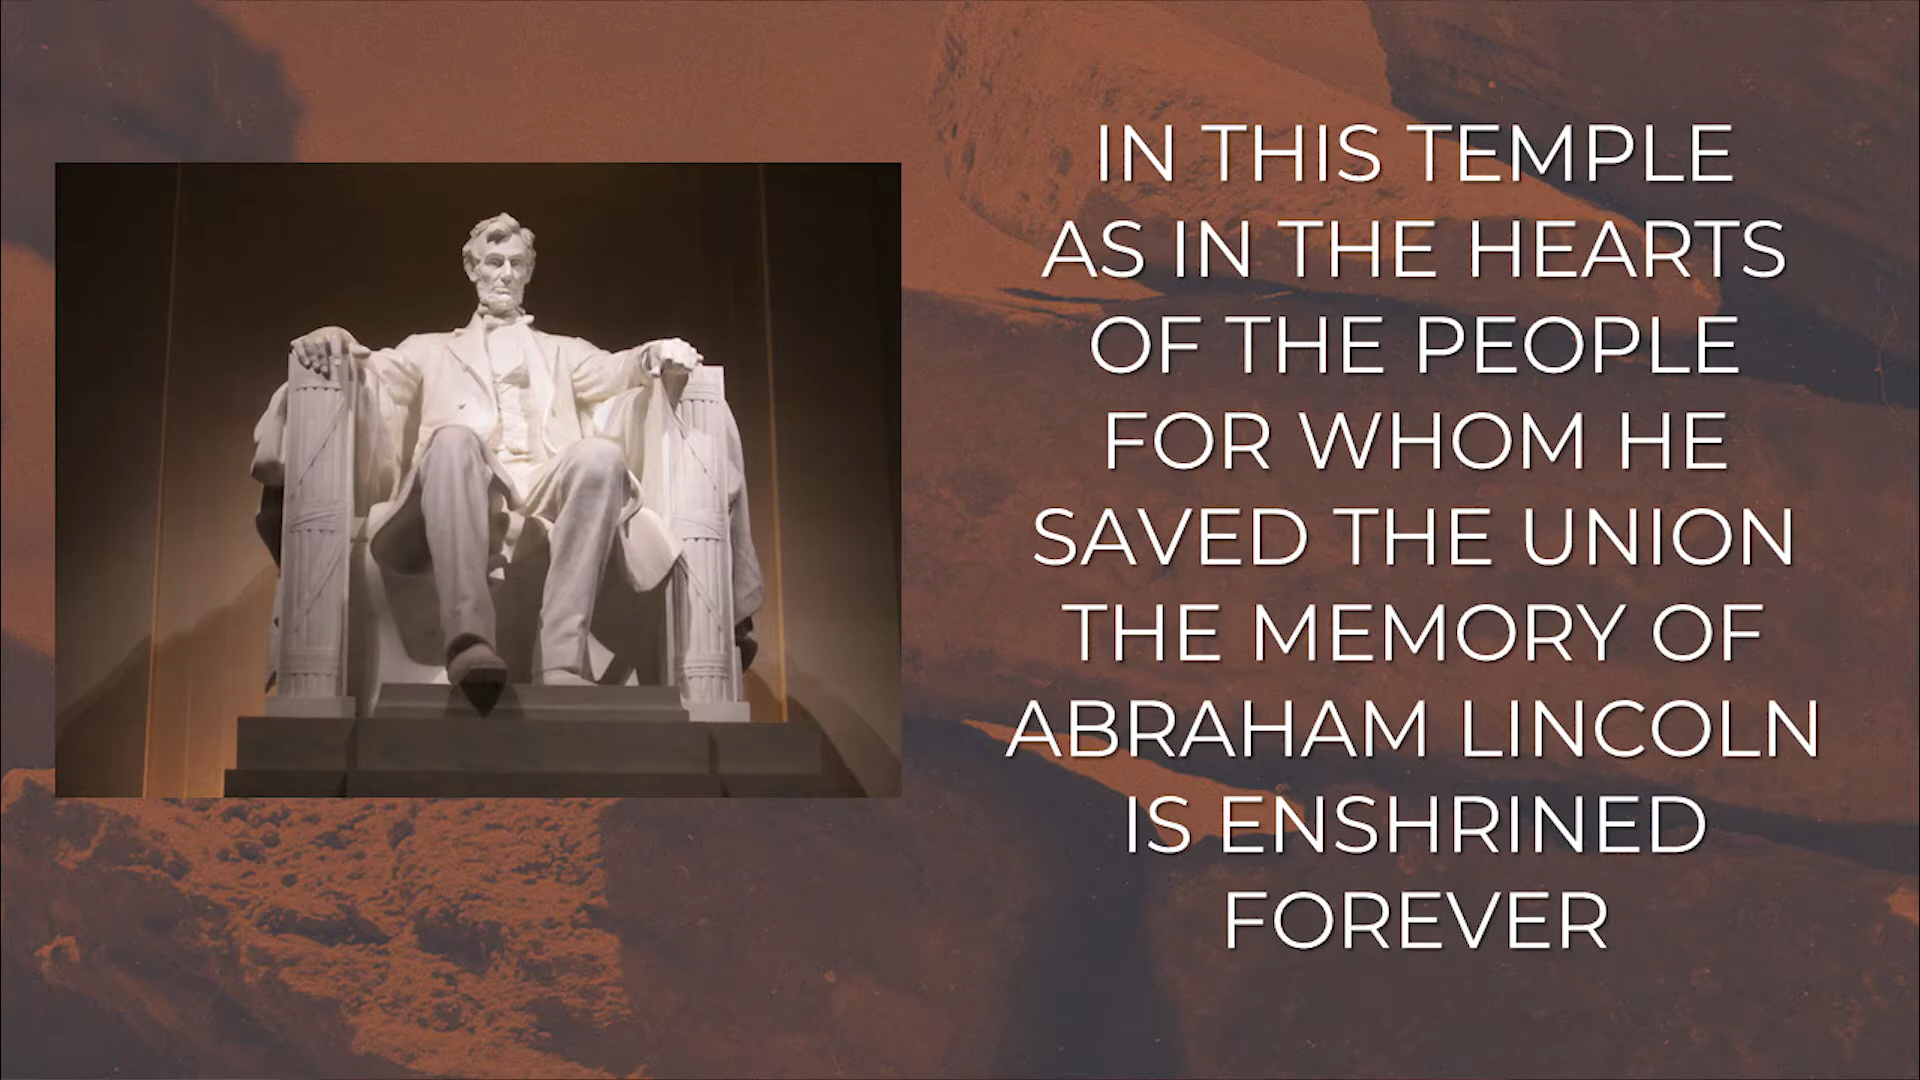 IN THIS TEMPLE
AS IN THE HEARTS
OF THE PEOPLE
FOR WHOM HE
SAVED THE UNION
THE MEMORY OF
ABRAHAM LINCOLN
IS ENSHRINED
FOREVER